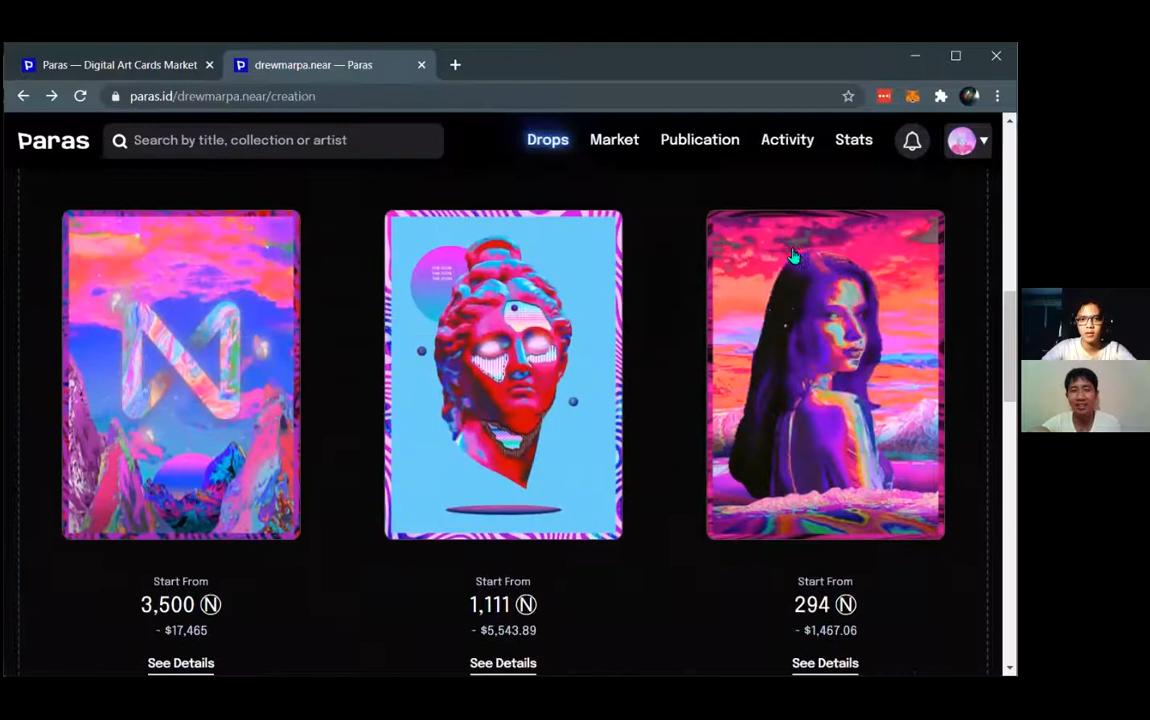 Paras — Digital Art Cards Market
drewmarpa.near — Paras
paras.id/drewmarpa.near/creation
Paras
Search by title, collection or artist
Drops
Market
Publication
Activity
Stats
Start From
3,500
~ $17,465
See Details
Start From
1,111
~ $5,543.89
See Details
Start From
294
~ $1,467.06
See Details